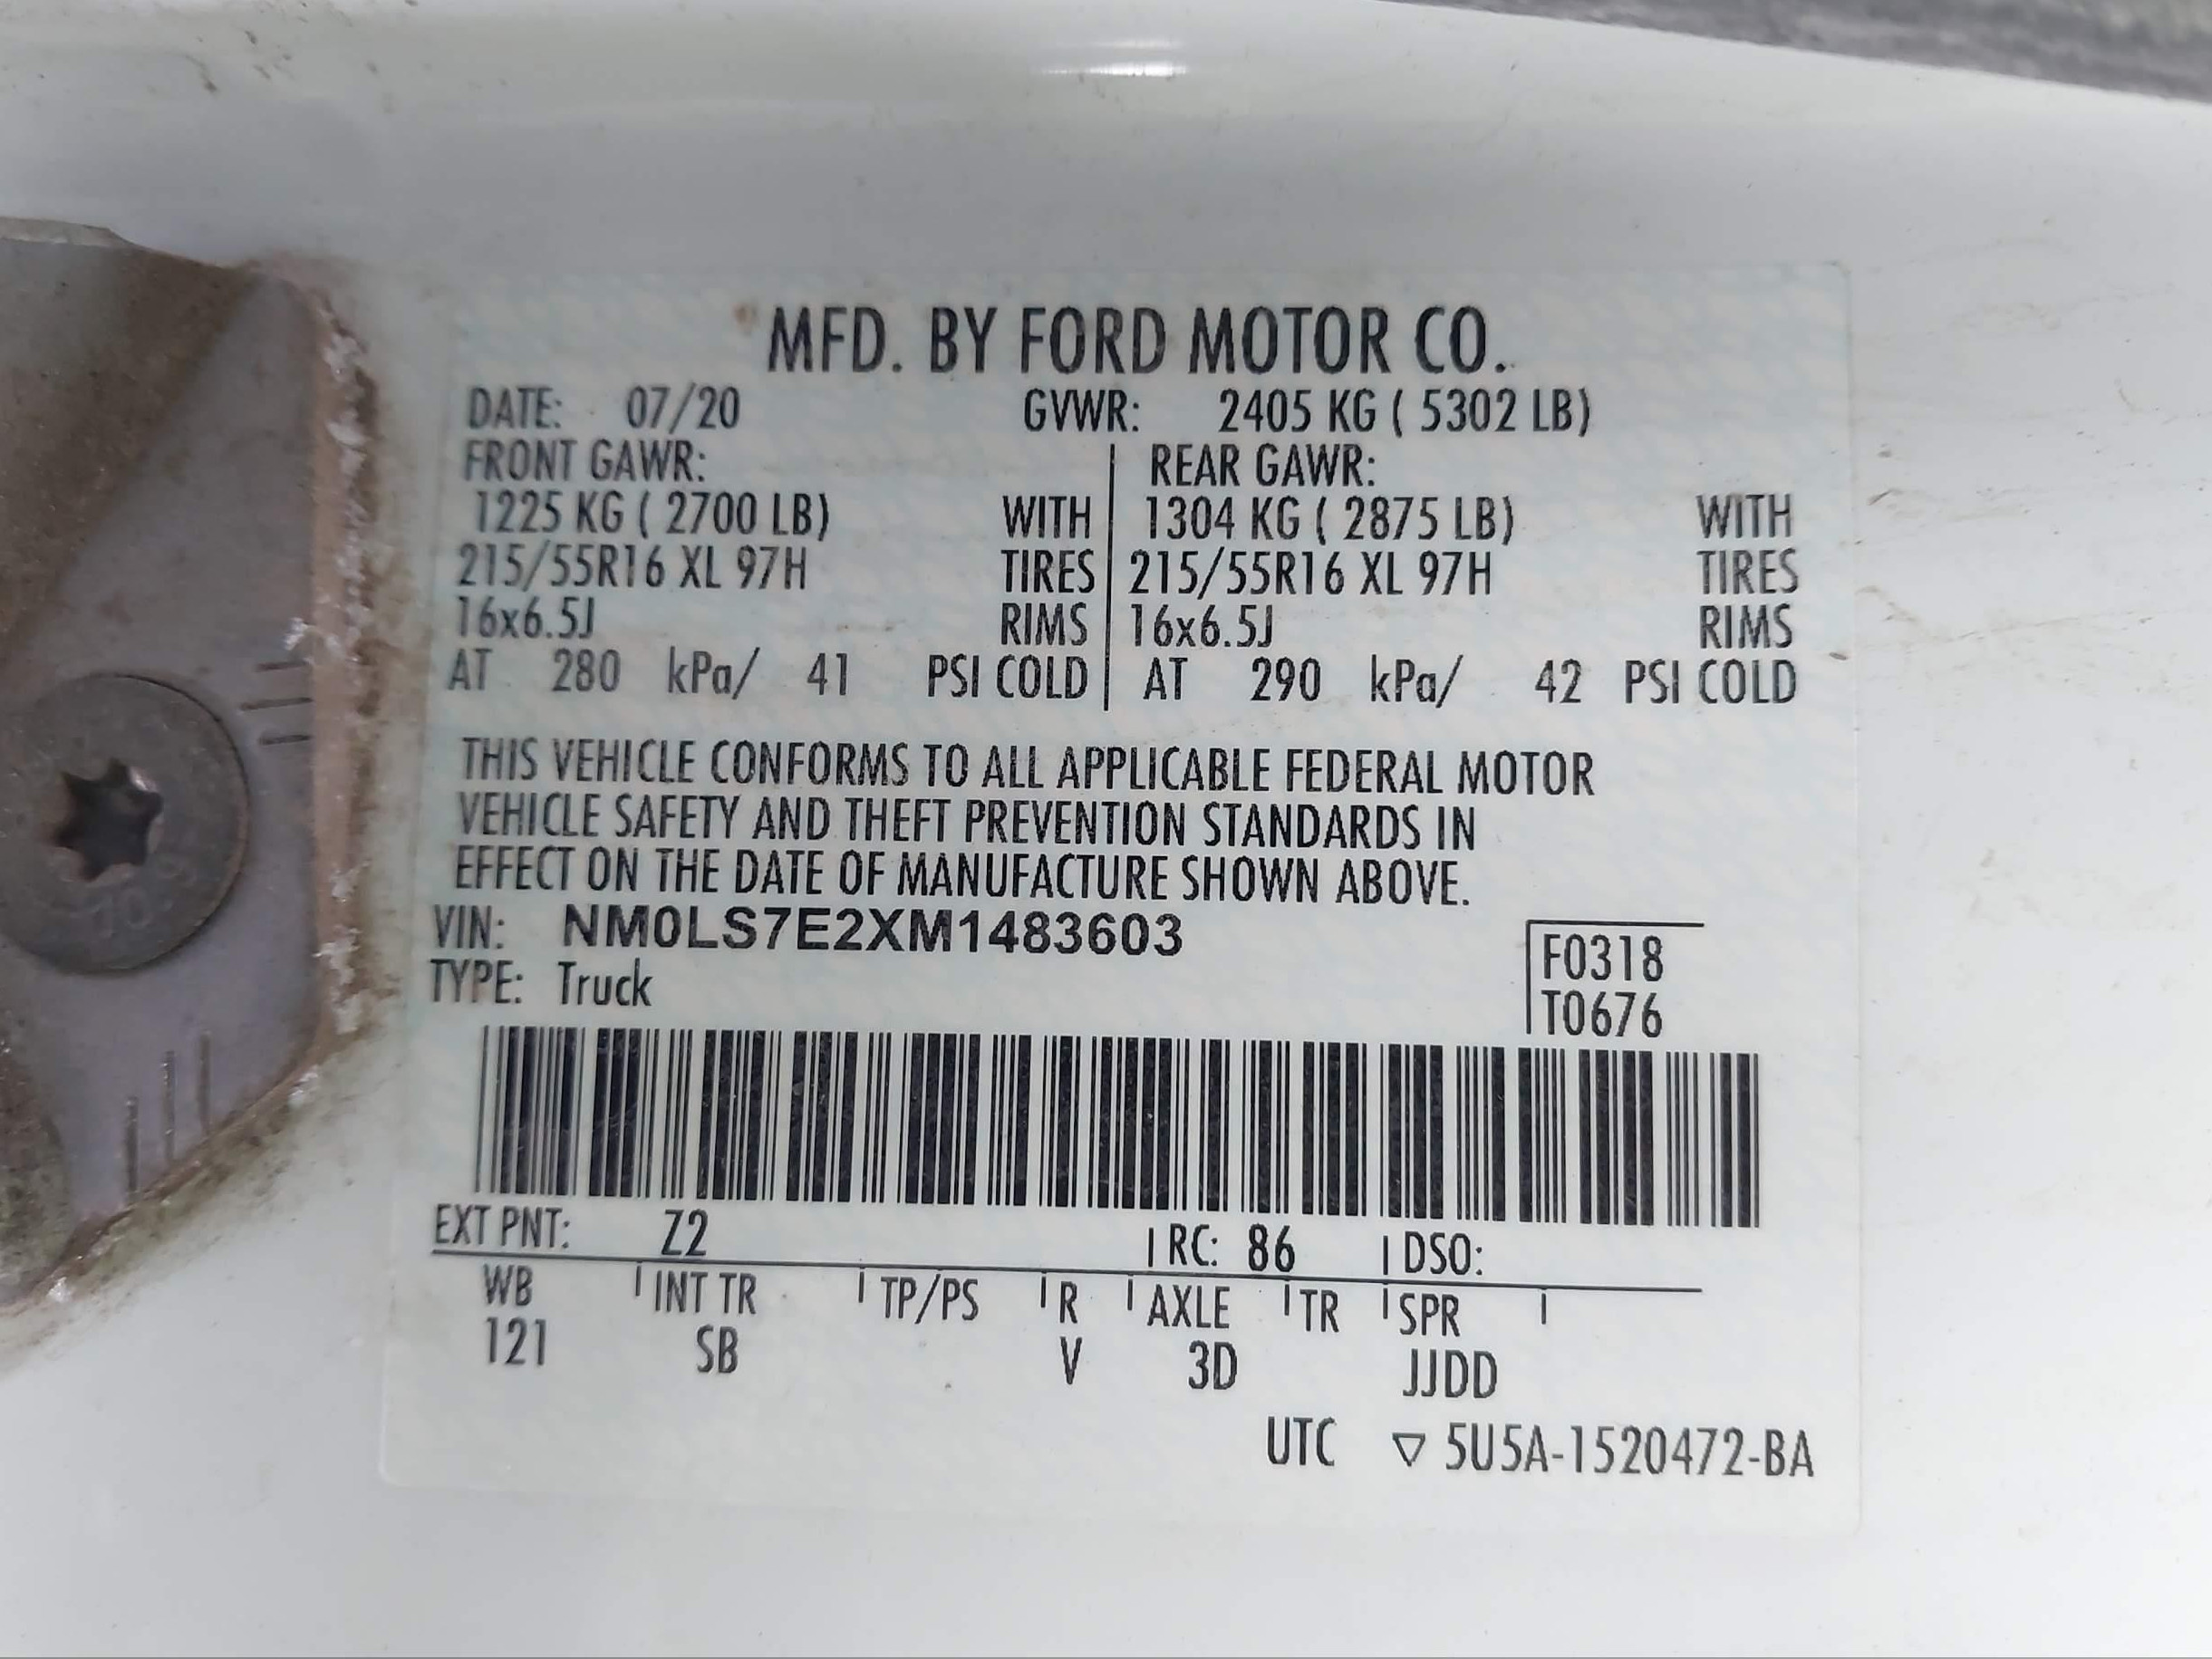 MFD. BY FORD MOTOR CO.
DATE: 07/20 GVWR: 2405 KG ( 5302 LB)
FRONT GAWR: REAR GAWR:
1225 KG ( 2700 LB) WITH 1304 KG ( 2875 LB) WITH
215/55R16 XL 97H TIRES 215/55R16 XL 97H TIRES
16x6.5J RIMS 16x6.5J RIMS
AT 280 kPa/ 41 PSI COLD AT 290 kPa/ 42 PSI COLD
THIS VEHICLE CONFORMS TO ALL APPLICABLE FEDERAL MOTOR
VEHICLE SAFETY AND THEFT PREVENTION STANDARDS IN
EFFECT ON THE DATE OF MANUFACTURE SHOWN ABOVE.
VIN: NM0LS7E2XM1483603
F0318
TYPE: Truck
T0676
EXT PNT: Z2 RC: 86 DSO:
WB INT TR TP/PS R AXLE TR SPR
121 SB V 3D JJDD
UTC ▽ 5U5A-1520472-BA